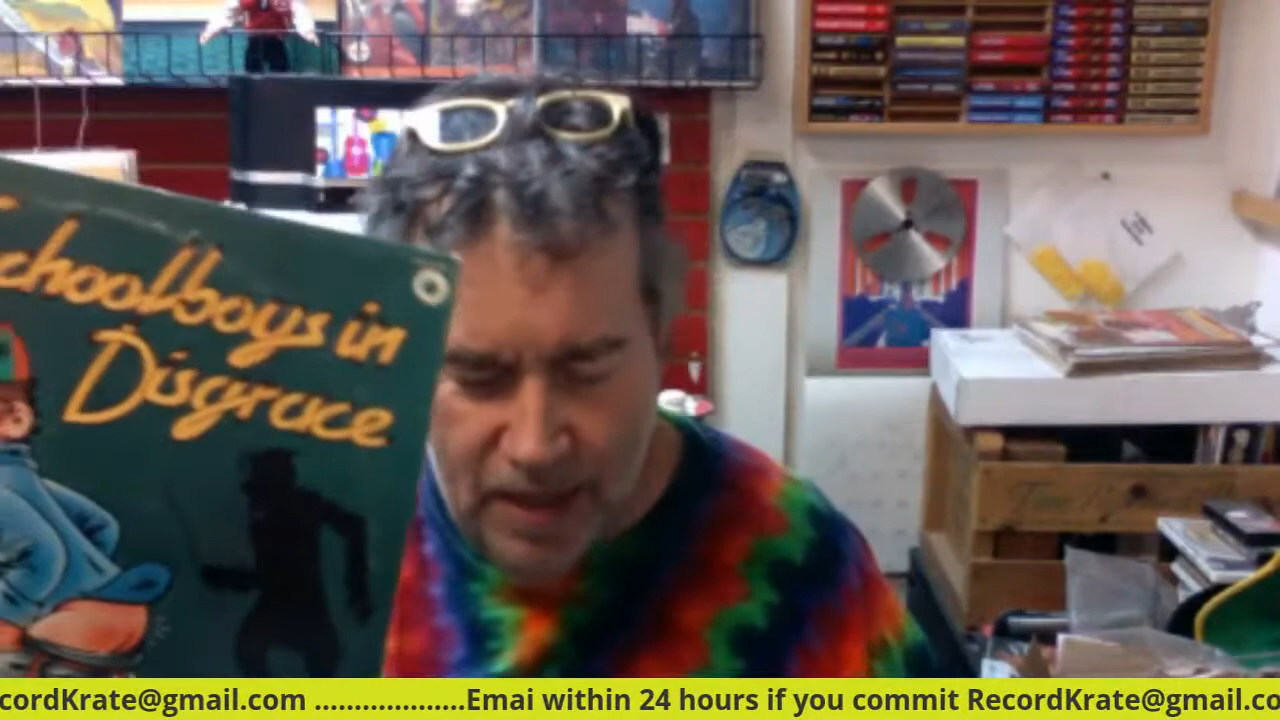 Schoolboys in
Disgrace
cordKrate@gmail.com ...................Emai within 24 hours if you commit RecordKrate@gmail.co